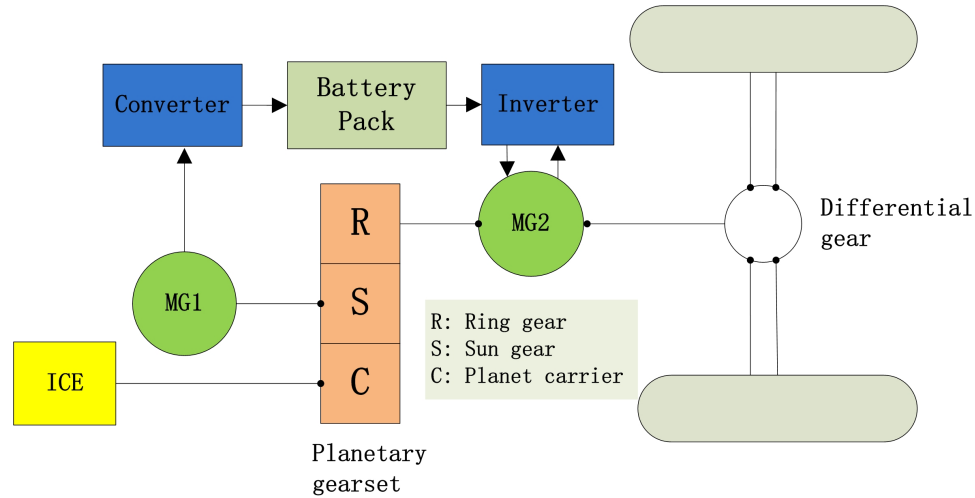 Converter
Battery
Pack
Inverter
R
MG2
Differential
gear
MG1
S
R: Ring gear
S: Sun gear
C: Planet carrier
ICE
C
Planetary
gearset